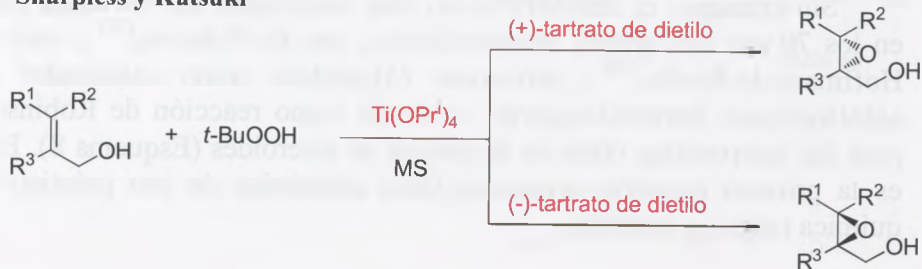 Sharpless y Katsuki
(+)-tartrato de dietilo
R¹ R² O R³ OH
R¹ R² R³ OH + t-BuOOH
Ti(OPrⁱ)₄
MS
(-)-tartrato de dietilo
R¹ R² O R³ OH